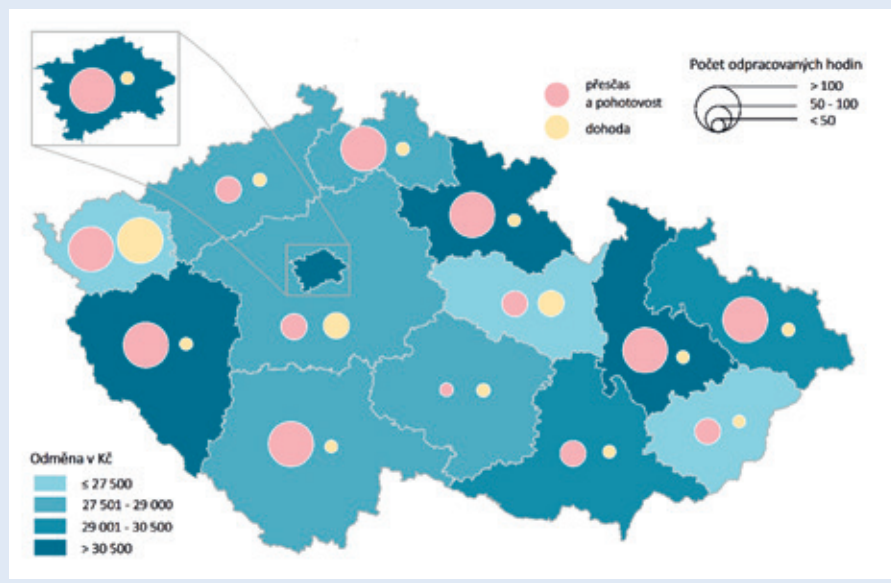 Počet odpracovaných hodin
přesčas
a pohotovost
dohoda
> 100
50 - 100
< 50
Odměna v Kč
≤ 27 500
27 501 - 29 000
29 001 - 30 500
> 30 500